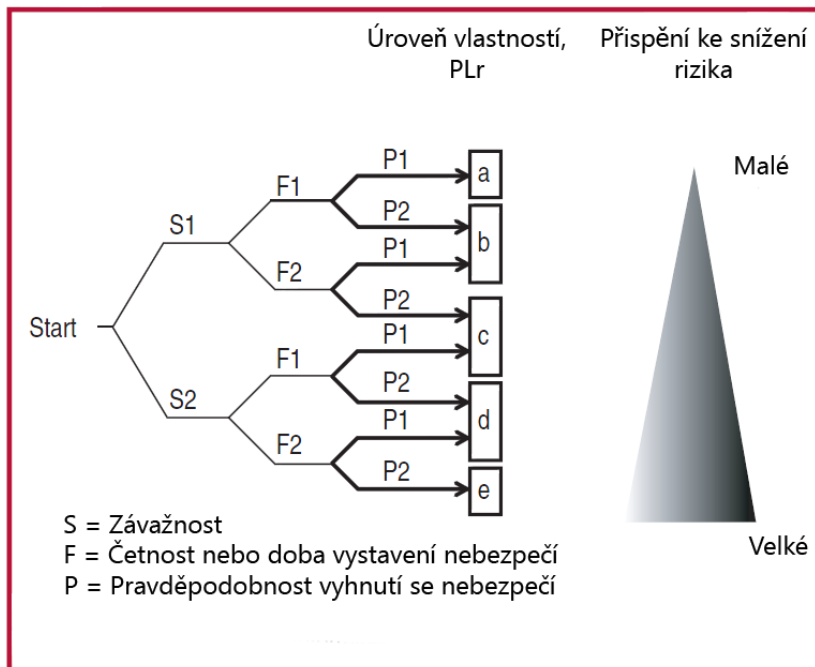 Úroveň vlastností,
PLr
Přispění ke snížení
rizika
Malé
P1
a
F1
P2
b
S1
P1
F2
P2
c
Start
P1
F1
P2
d
S2
P1
F2
P2
e
S = Závažnost
F = Četnost nebo doba vystavení nebezpečí
P = Pravděpodobnost vyhnutí se nebezpečí
Velké